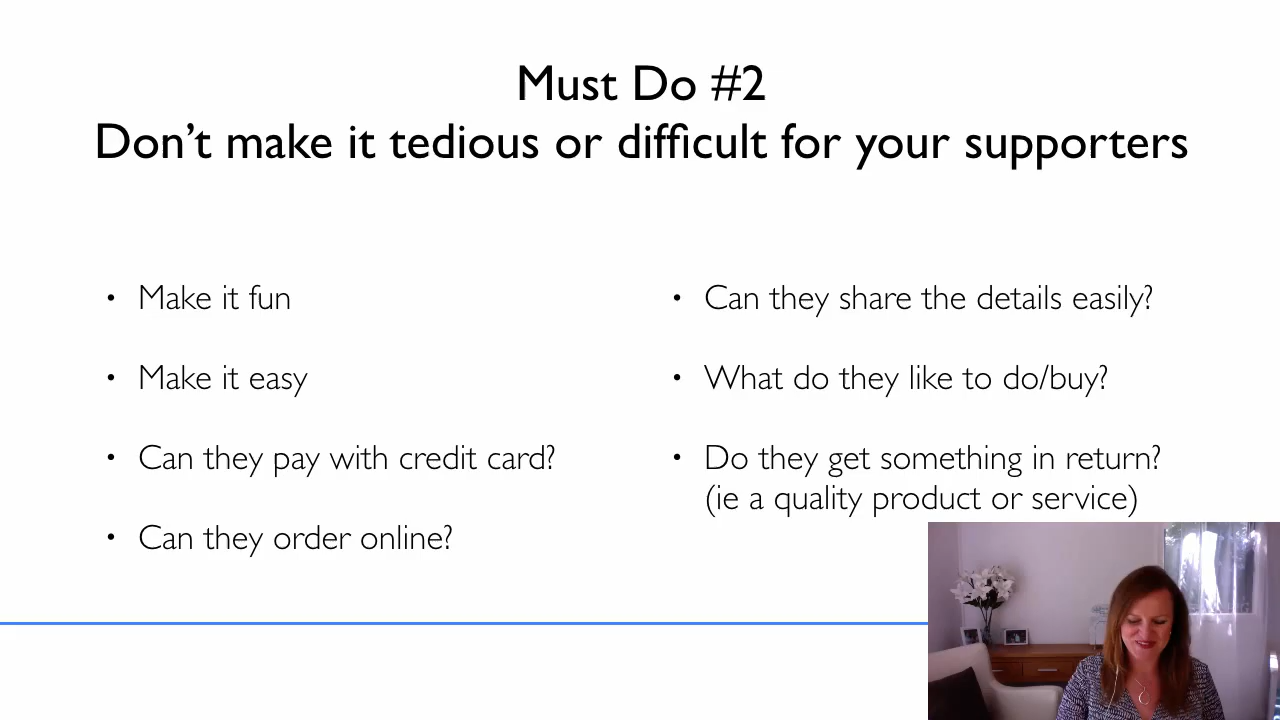 Must Do #2
Don't make it tedious or difficult for your supporters
• Make it fun
• Make it easy
• Can they pay with credit card?
• Can they order online?
• Can they share the details easily?
• What do they like to do/buy?
• Do they get something in return?
(ie a quality product or service)